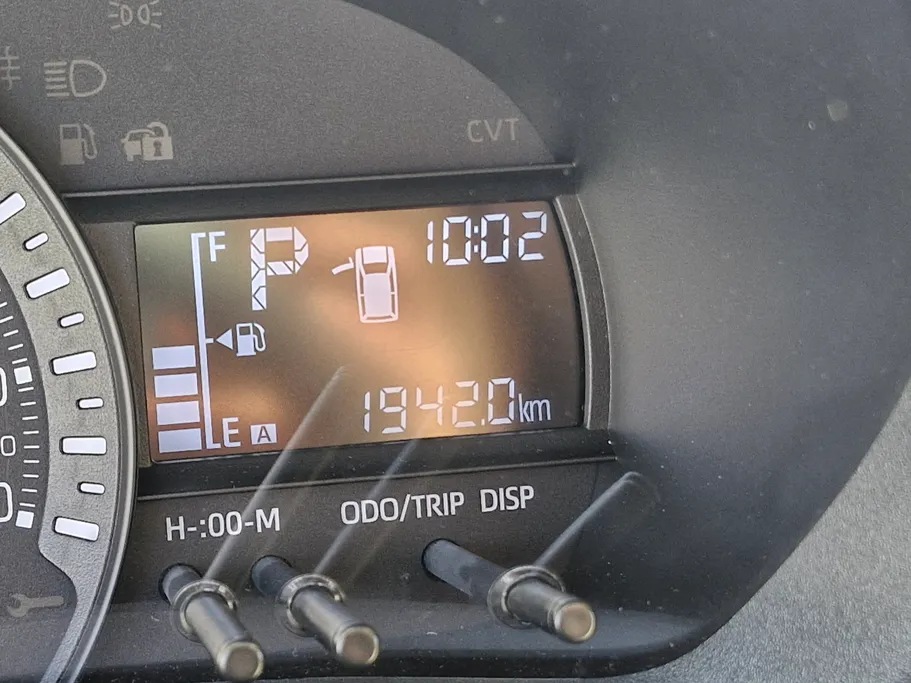 CVT
F
P
10:02
E
A
1942.0km
H-:00-M
ODO/TRIP DISP